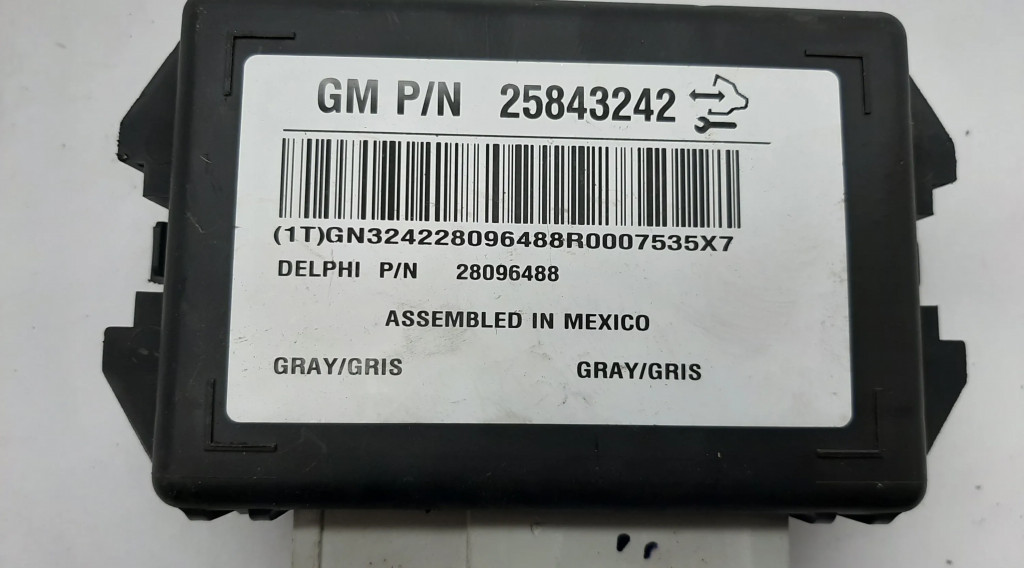 GM P/N 25843242
(1T)GN324228096488R0007535X7
DELPHI P/N 28096488
ASSEMBLED IN MEXICO
GRAY/GRIS GRAY/GRIS